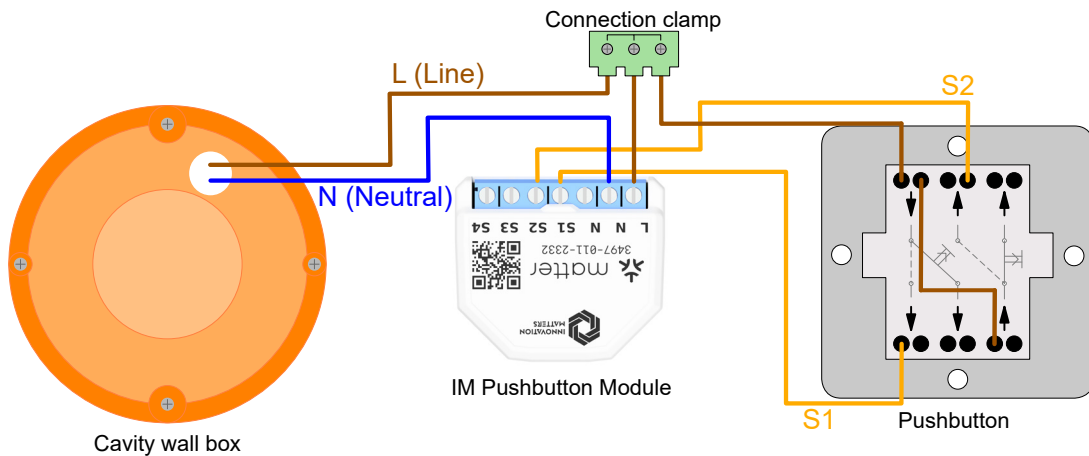 Connection clamp
L (Line)
S2
N (Neutral)
S4 S3 S2 S1 N N L
3497-011-2332
matter
INNOVATION
MATTERS
IM Pushbutton Module
S1
Pushbutton
Cavity wall box